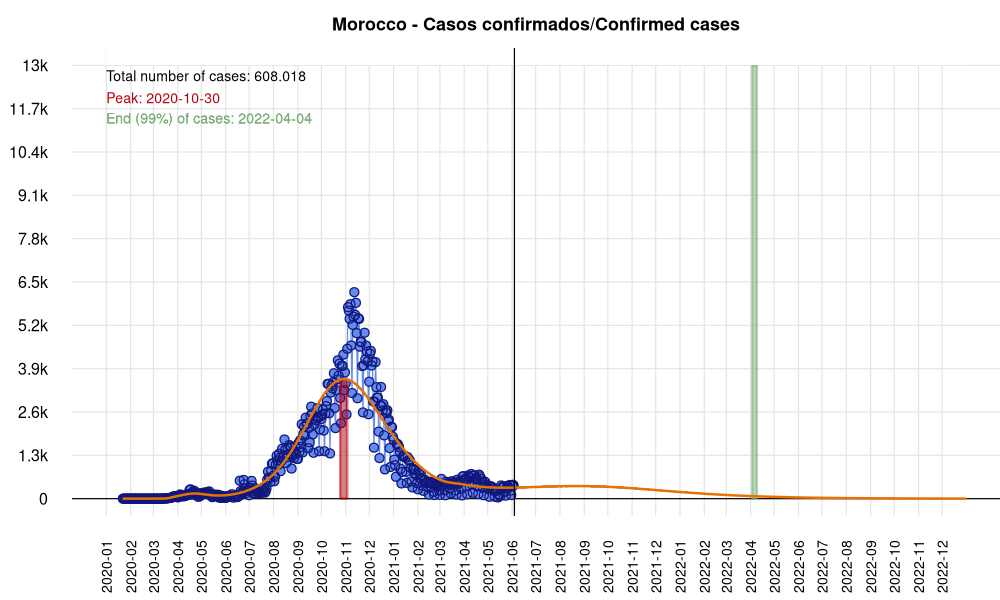 Morocco - Casos confirmados/Confirmed cases
Total number of cases: 608.018
Peak: 2020-10-30
End (99%) of cases: 2022-04-04
13k
11.7k
10.4k
9.1k
7.8k
6.5k
5.2k
3.9k
2.6k
1.3k
0
2020-01
2020-02
2020-03
2020-04
2020-05
2020-06
2020-07
2020-08
2020-09
2020-10
2020-11
2020-12
2021-01
2021-02
2021-03
2021-04
2021-05
2021-06
2021-07
2021-08
2021-09
2021-10
2021-11
2021-12
2022-01
2022-02
2022-03
2022-04
2022-05
2022-06
2022-07
2022-08
2022-09
2022-10
2022-11
2022-12